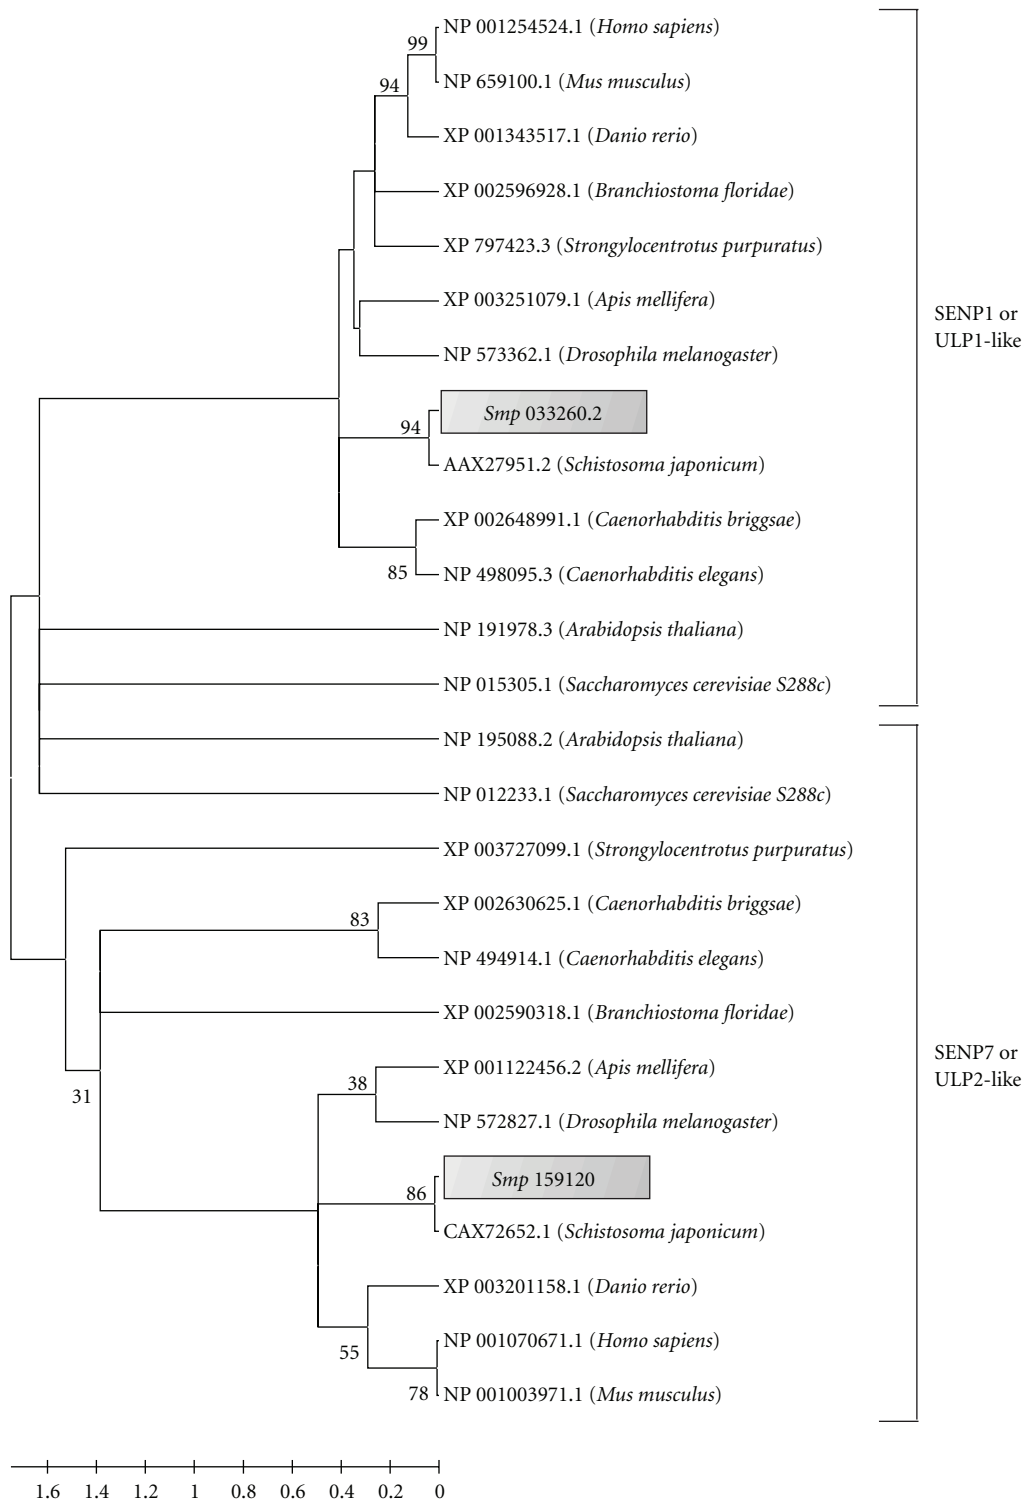 NP 001254524.1 (Homo sapiens)
99
NP 659100.1 (Mus musculus)
94
XP 001343517.1 (Danio rerio)
XP 002596928.1 (Branchiostoma floridae)
XP 797423.3 (Strongylocentrotus purpuratus)
XP 003251079.1 (Apis mellifera)
SENP1 or
ULP1-like
NP 573362.1 (Drosophila melanogaster)
Smp 033260.2
94
AAX27951.2 (Schistosoma japonicum)
XP 002648991.1 (Caenorhabditis briggsae)
85
NP 498095.3 (Caenorhabditis elegans)
NP 191978.3 (Arabidopsis thaliana)
NP 015305.1 (Saccharomyces cerevisiae S288c)
NP 195088.2 (Arabidopsis thaliana)
NP 012233.1 (Saccharomyces cerevisiae S288c)
XP 003727099.1 (Strongylocentrotus purpuratus)
XP 002630625.1 (Caenorhabditis briggsae)
83
NP 494914.1 (Caenorhabditis elegans)
XP 002590318.1 (Branchiostoma floridae)
SENP7 or
ULP2-like
XP 001122456.2 (Apis mellifera)
38
31
NP 572827.1 (Drosophila melanogaster)
Smp 159120
86
CAX72652.1 (Schistosoma japonicum)
XP 003201158.1 (Danio rerio)
NP 001070671.1 (Homo sapiens)
55
78
NP 001003971.1 (Mus musculus)
1.6 1.4 1.2 1 0.8 0.6 0.4 0.2 0